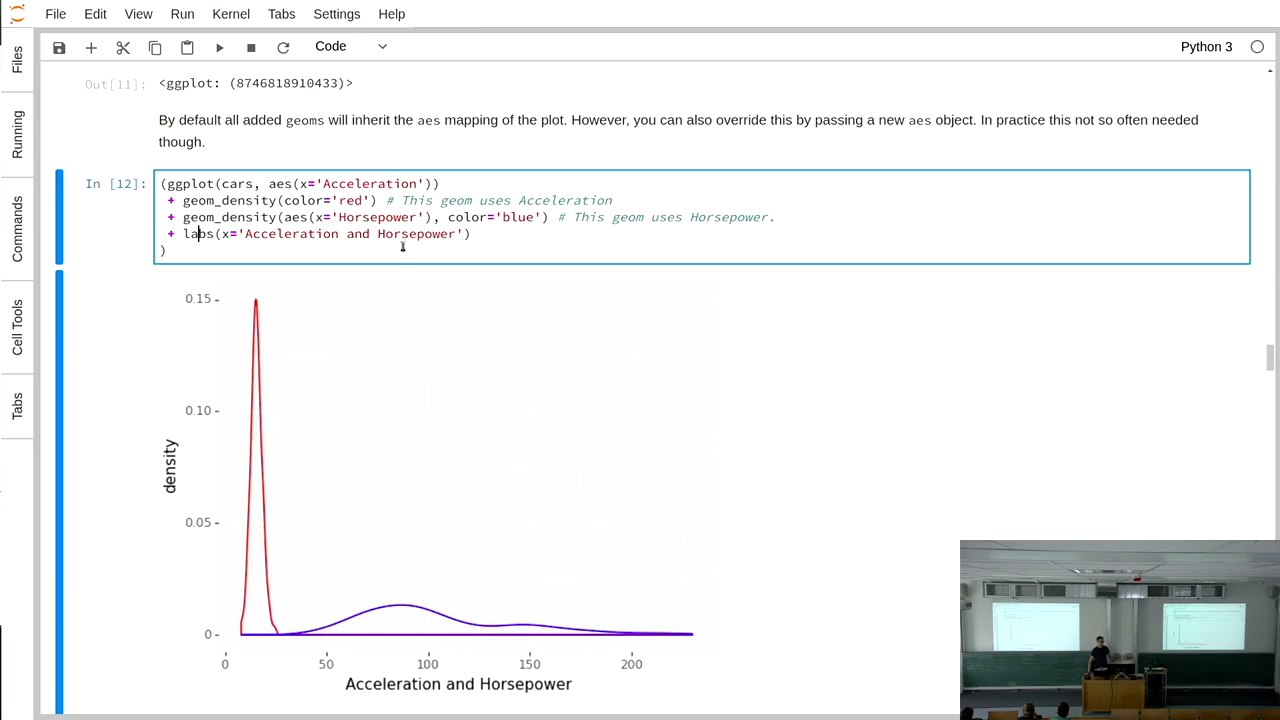 File Edit View Run Kernel Tabs Settings Help
Code
Python 3
Files
Running
Commands
Cell Tools
Tabs
Out[11]: <ggplot: (8746818910433)>
By default all added geoms will inherit the aes mapping of the plot. However, you can also override this by passing a new aes object. In practice this not so often needed
though.
In [12]: (ggplot(cars, aes(x='Acceleration'))
+ geom_density(color='red') # This geom uses Acceleration
+ geom_density(aes(x='Horsepower'), color='blue') # This geom uses Horsepower.
+ labs(x='Acceleration and Horsepower')
)
0.15
0.10
0.05
0
density
0 50 100 150 200
Acceleration and Horsepower